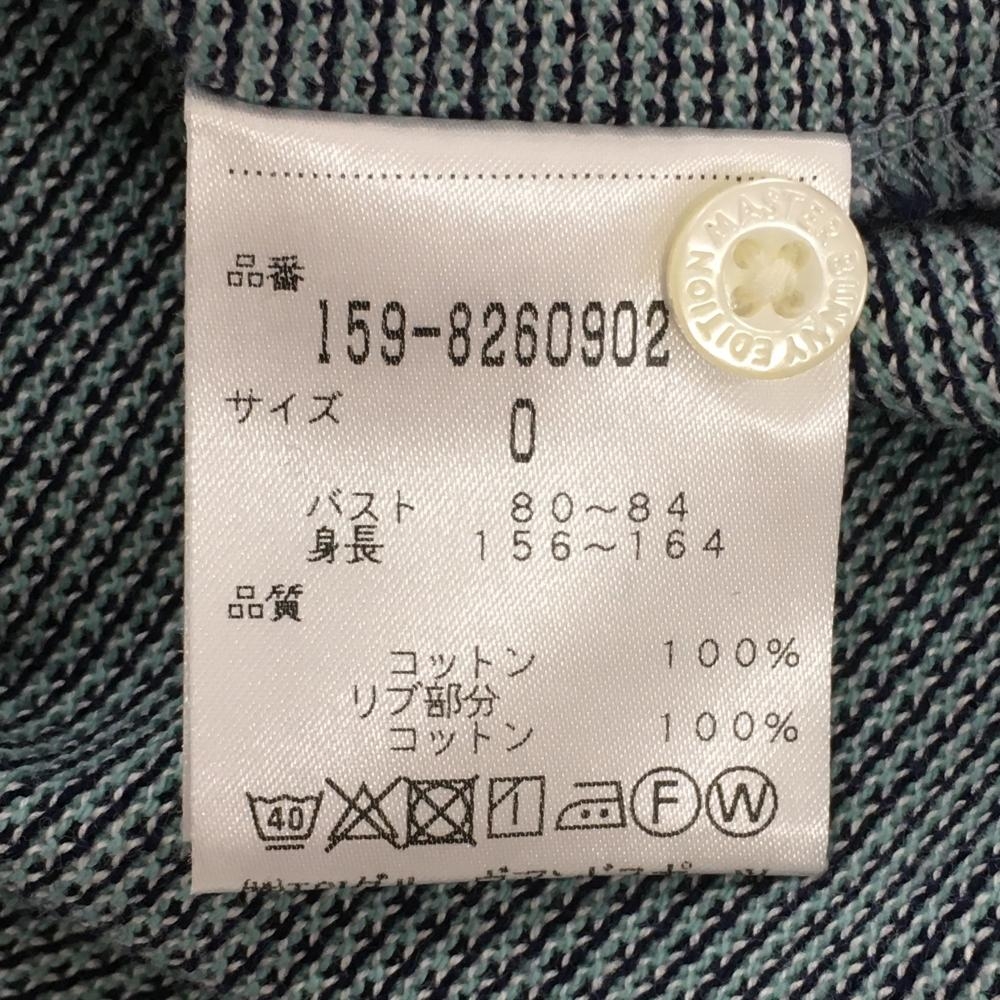 品番
159-8260902
サイズ
0
バスト 80~84
身長 156~164
品質
コットン 100%
リブ部分
コットン 100%
40 F W
MASTER BUNNY EDITION